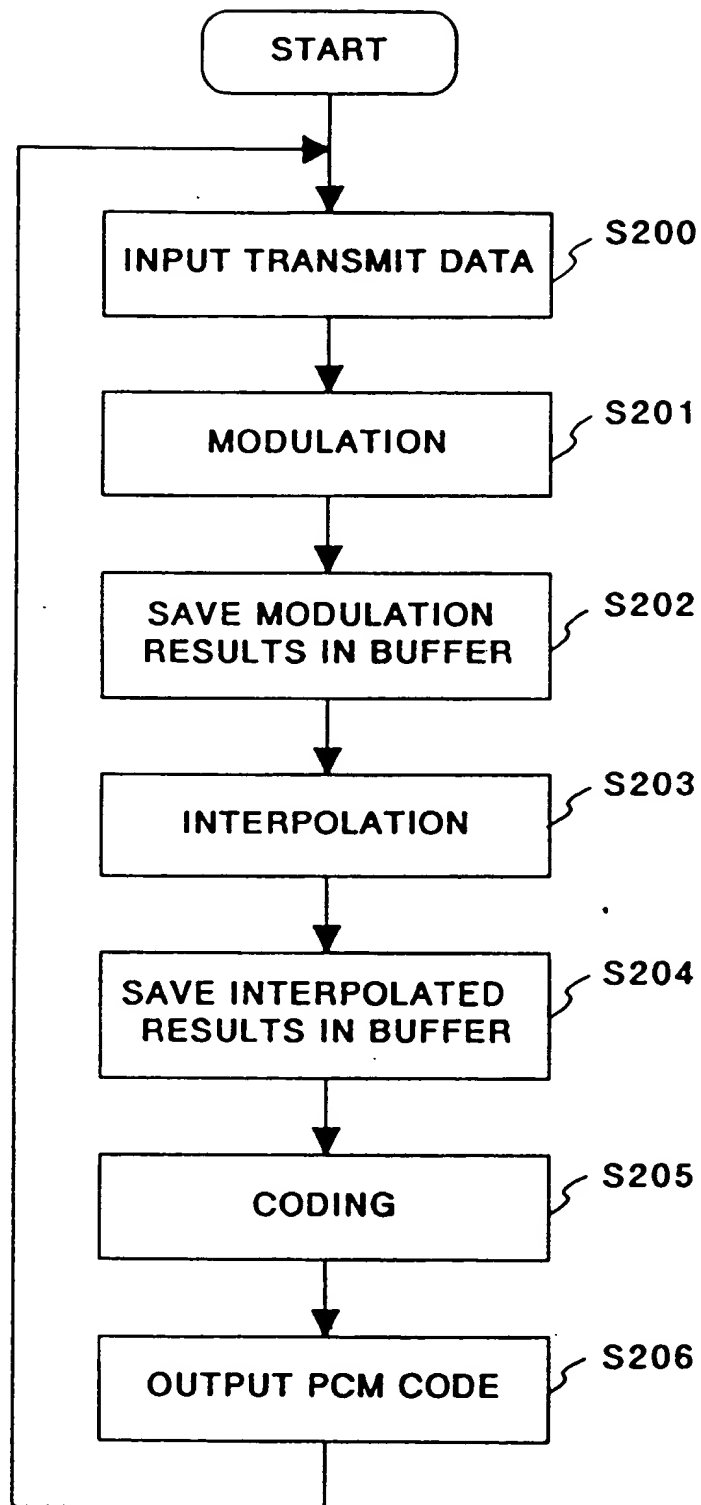 START
INPUT TRANSMIT DATA
S200
MODULATION
S201
SAVE MODULATION
RESULTS IN BUFFER
S202
INTERPOLATION
S203
SAVE INTERPOLATED
RESULTS IN BUFFER
S204
CODING
S205
OUTPUT PCM CODE
S206